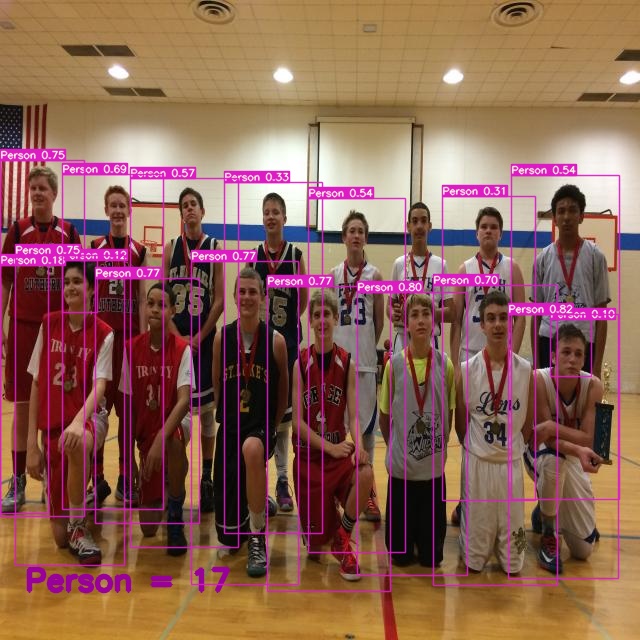 Person 0.75
Person 0.69
Person 0.57
Person 0.33
Person 0.54
Person 0.31
Person 0.54
Person 0.75
Person 0.18
0.12
Person 0.77
Person 0.77
Person 0.77
Person 0.80
Person 0.70
Person 0.82
Person 0.10
LUTHERAN
35
23
TRINITY
ST. LUKE'S
2
GRACE
Lions
34
Person = 17